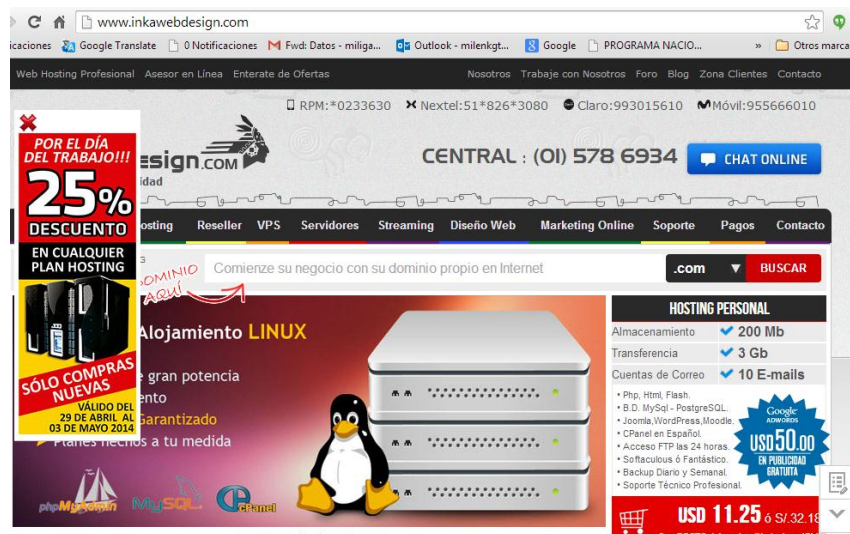 www.inkawebdesign.com
icaciones Google Translate 0 Notificaciones Fwd: Datos - miliga... Outlook - milenkgt... Google PROGRAMA NACIO... » Otros marca
Web Hosting Profesional Asesor en Línea Enterate de Ofertas Nosotros Trabaje con Nosotros Foro Blog Zona Clientes Contacto
RPM:*0233630 Nextel:51*826*3080 Claro:993015610 Móvil:955666010
esign.COM
idad
CENTRAL : (01) 578 6934 CHAT ONLINE
POR EL DÍA
DEL TRABAJO!!!
25%
DESCUENTO
EN CUALQUIER
PLAN HOSTING
SÓLO COMPRAS
NUEVAS
VÁLIDO DEL
29 DE ABRIL AL
03 DE MAYO 2014
osting Reseller VPS Servidores Streaming Diseño Web Marketing Online Soporte Pagos Contacto
DOMINIO
AQUÍ
Comienze su negocio con su dominio propio en Internet .com ▼ BUSCAR
Alojamiento LINUX
e gran potencia
ento
Garantizado
Planes hechos a tu medida
phpMyAdmin MySQL CPanel
HOSTING PERSONAL
Almacenamiento 200 Mb
Transferencia 3 Gb
Cuentas de Correo 10 E-mails
• Php, Html, Flash.
• B.D. MySql - PostgreSQL.
• Joomla,WordPress,Moodle.
• CPanel en Español.
• Acceso FTP las 24 horas.
• Softaculous ó Fantástico.
• Backup Diario y Semanal.
• Soporte Técnico Profesional.
Google
ADWORDS
USD50.00
EN PUBLICIDAD
GRATUITA
USD 11.25 ó S/.32.18